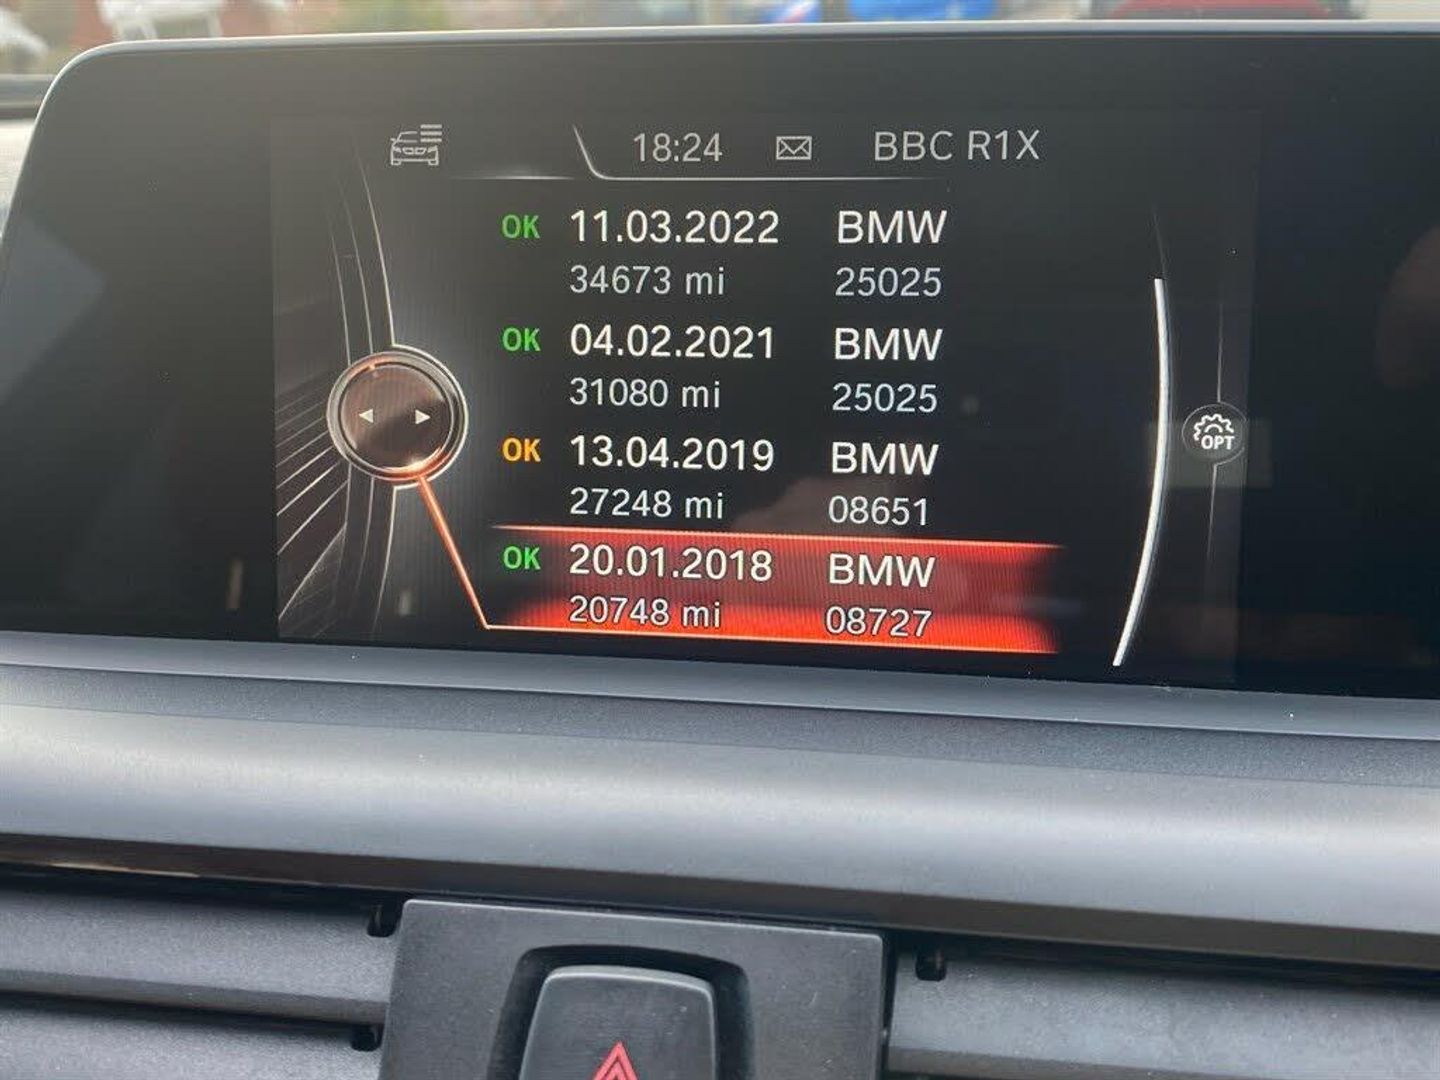 18:24 BBC R1X
OK 11.03.2022 BMW
34673 mi 25025
OK 04.02.2021 BMW
31080 mi 25025
OK 13.04.2019 BMW
27248 mi 08651
OPT
OK 20.01.2018 BMW
20748 mi 08727